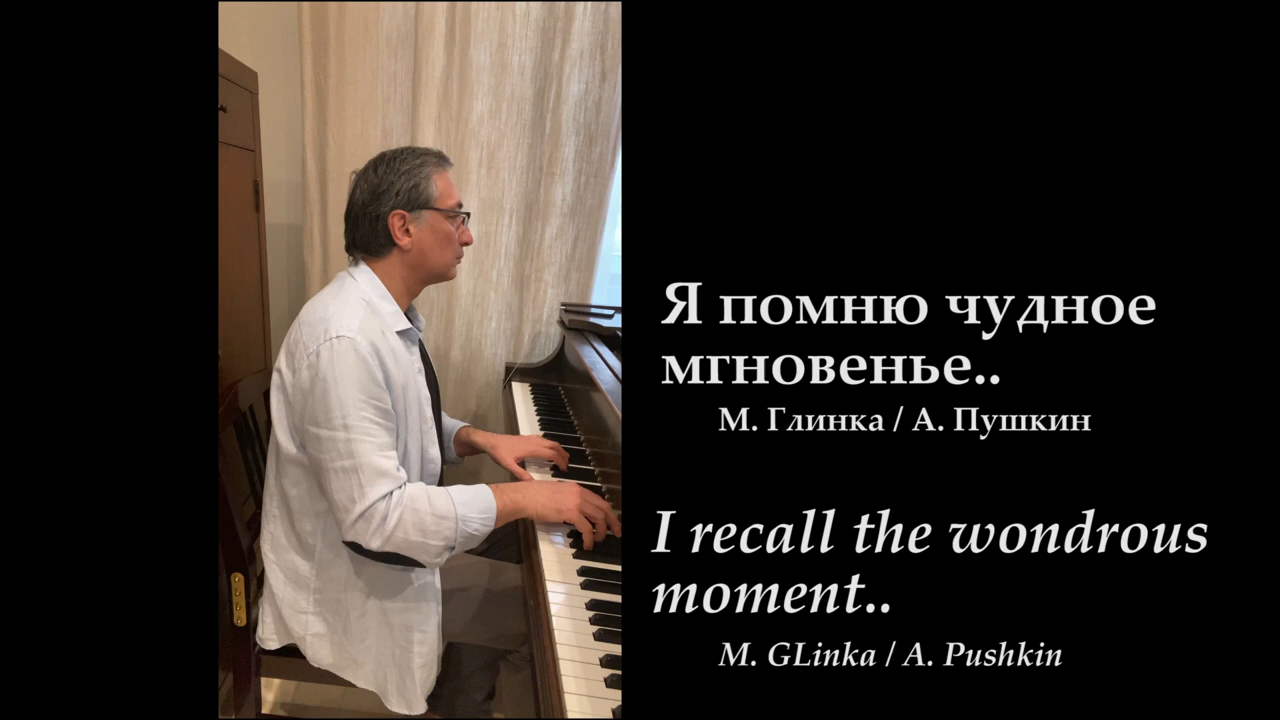 Я помню чудное
мгновенье..
М. Глинка / А. Пушкин
I recall the wondrous
moment..
M. GLinka / A. Pushkin